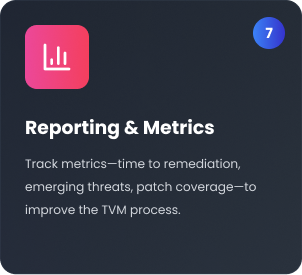 7
Reporting & Metrics
Track metrics—time to remediation,
emerging threats, patch coverage—to
improve the TVM process.